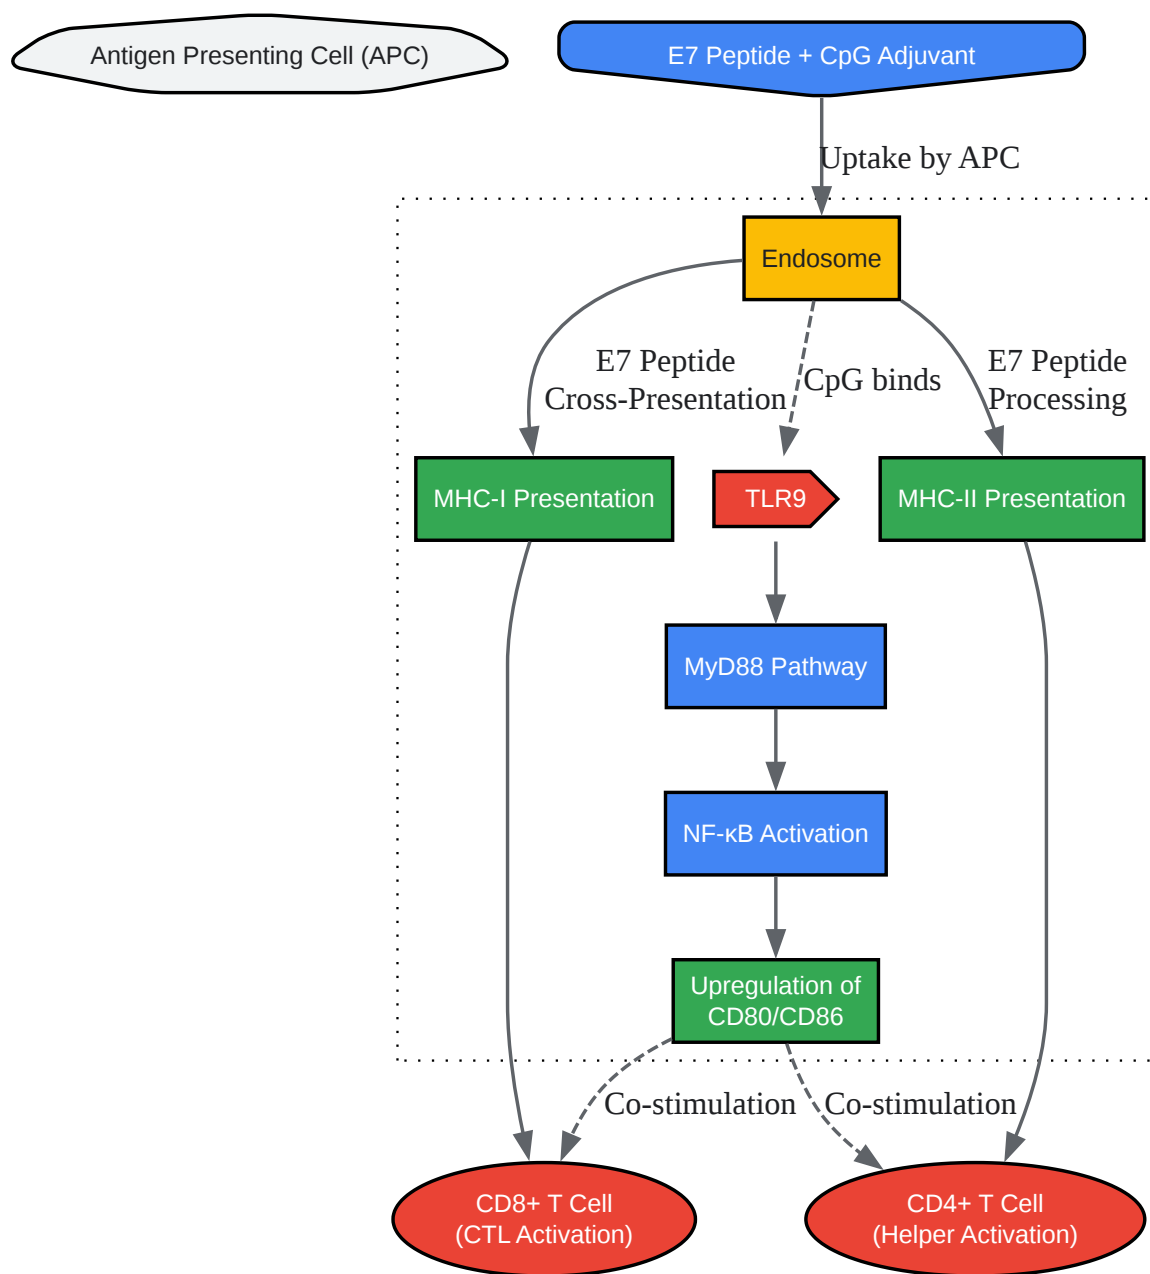 Antigen Presenting Cell (APC)
E7 Peptide + CpG Adjuvant
Uptake by APC
Endosome
E7 Peptide
Cross-Presentation
CpG binds
E7 Peptide
Processing
MHC-I Presentation
TLR9
MHC-II Presentation
MyD88 Pathway
NF-κB Activation
Upregulation of
CD80/CD86
Co-stimulation
Co-stimulation
CD8+ T Cell
(CTL Activation)
CD4+ T Cell
(Helper Activation)